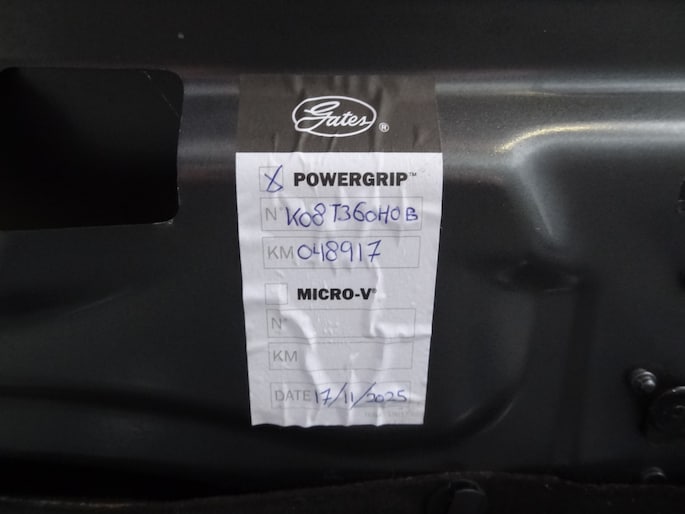 Gates®
X POWERGRIP™
N° K08T360H0B
KM 048917
MICRO-V®
N°
KM
DATE 17/11/2025